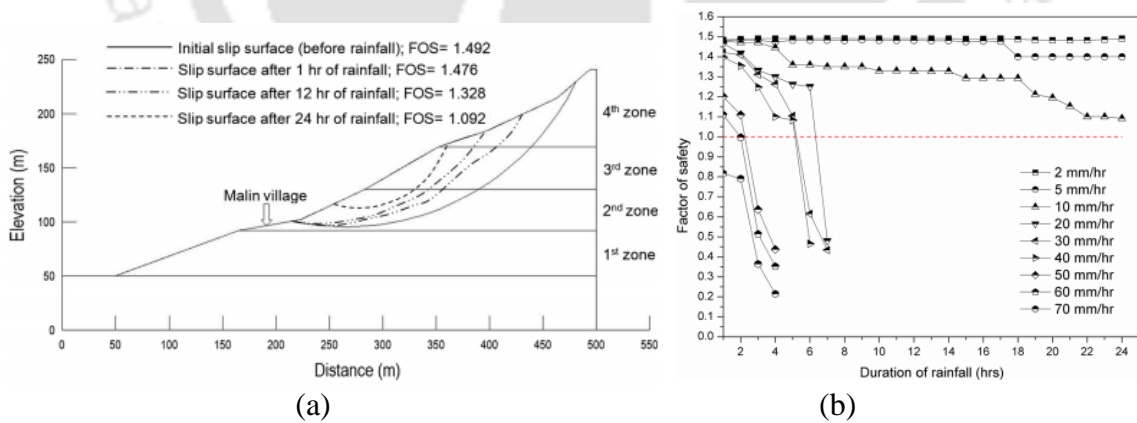 Initial slip surface (before rainfall); FOS= 1.492
Slip surface after 1 hr of rainfall; FOS= 1.476
Slip surface after 12 hr of rainfall; FOS= 1.328
Slip surface after 24 hr of rainfall; FOS= 1.092
250
200
150
100
50
0
Elevation (m)
4th zone
3rd zone
2nd zone
1st zone
Malin village
0 50 100 150 200 250 300 350 400 450 500 550
Distance (m)
(a)
1.6
1.5
1.4
1.3
1.2
1.1
1.0
0.9
0.8
0.7
0.6
0.5
0.4
0.3
0.2
0.1
0.0
Factor of safety
2 mm/hr
5 mm/hr
10 mm/hr
20 mm/hr
30 mm/hr
40 mm/hr
50 mm/hr
60 mm/hr
70 mm/hr
2 4 6 8 10 12 14 16 18 20 22 24
Duration of rainfall (hrs)
(b)